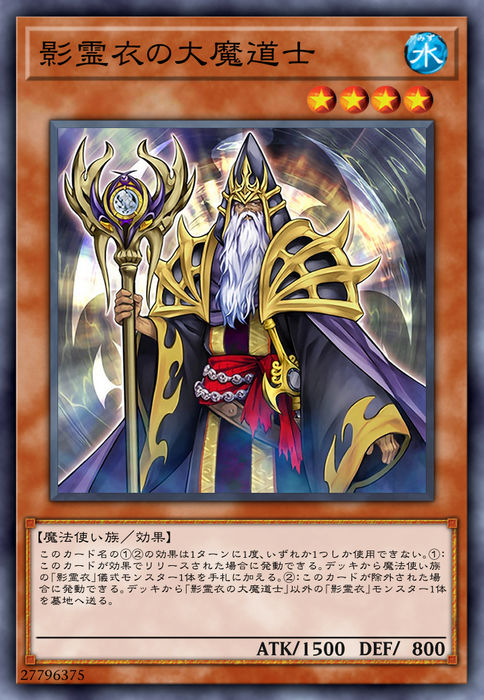 影霊衣の大魔道士
みず
水
【魔法使い族／効果】
このカード名の①②の効果は1ターンに1度、いずれか1つしか使用できない。①：
このカードが効果でリリースされた場合に発動できる。デッキから魔法使い族
の「影霊衣」儀式モンスター1体を手札に加える。②：このカードが除外された場
合に発動できる。デッキから「影霊衣の大魔道士」以外の「影霊衣」モンスター1体
を墓地へ送る。
ATK/1500 DEF/ 800
27796375